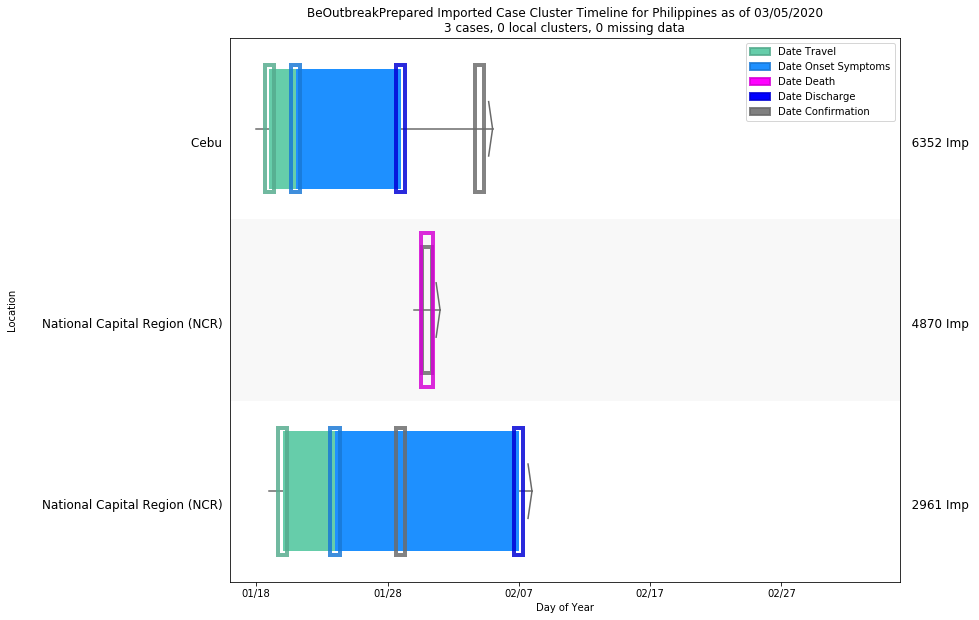 BeOutbreakPrepared Imported Case Cluster Timeline for Philippines as of 03/05/2020
3 cases, 0 local clusters, 0 missing data
Date Travel
Date Onset Symptoms
Date Death
Date Discharge
Date Confirmation
Cebu
6352 Imp
Location
National Capital Region (NCR)
4870 Imp
National Capital Region (NCR)
2961 Imp
01/18
01/28
02/07
02/17
02/27
Day of Year